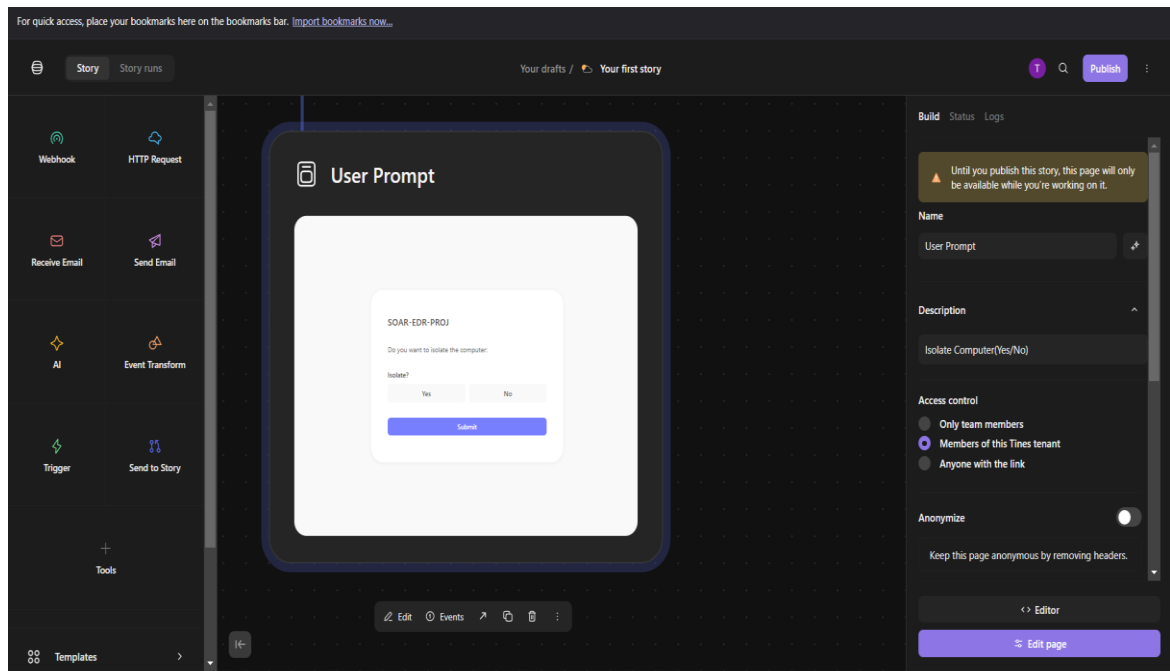 For quick access, place your bookmarks here on the bookmarks bar. Import bookmarks now...
Story Story runs
Your drafts / Your first story
T
Publish
Webhook
HTTP Request
Receive Email
Send Email
AI
Event Transform
Trigger
Send to Story
Tools
Templates
User Prompt
SOAR-EDR-PROJ
Do you want to isolate the computer:
Isolate?
Yes No
Submit
Edit Events
Build Status Logs
Until you publish this story, this page will only
be available while you're working on it.
Name
User Prompt
Description
Isolate Computer(Yes/No)
Access control
Only team members
Members of this Tines tenant
Anyone with the link
Anonymize
Keep this page anonymous by removing headers.
<> Editor
Edit page